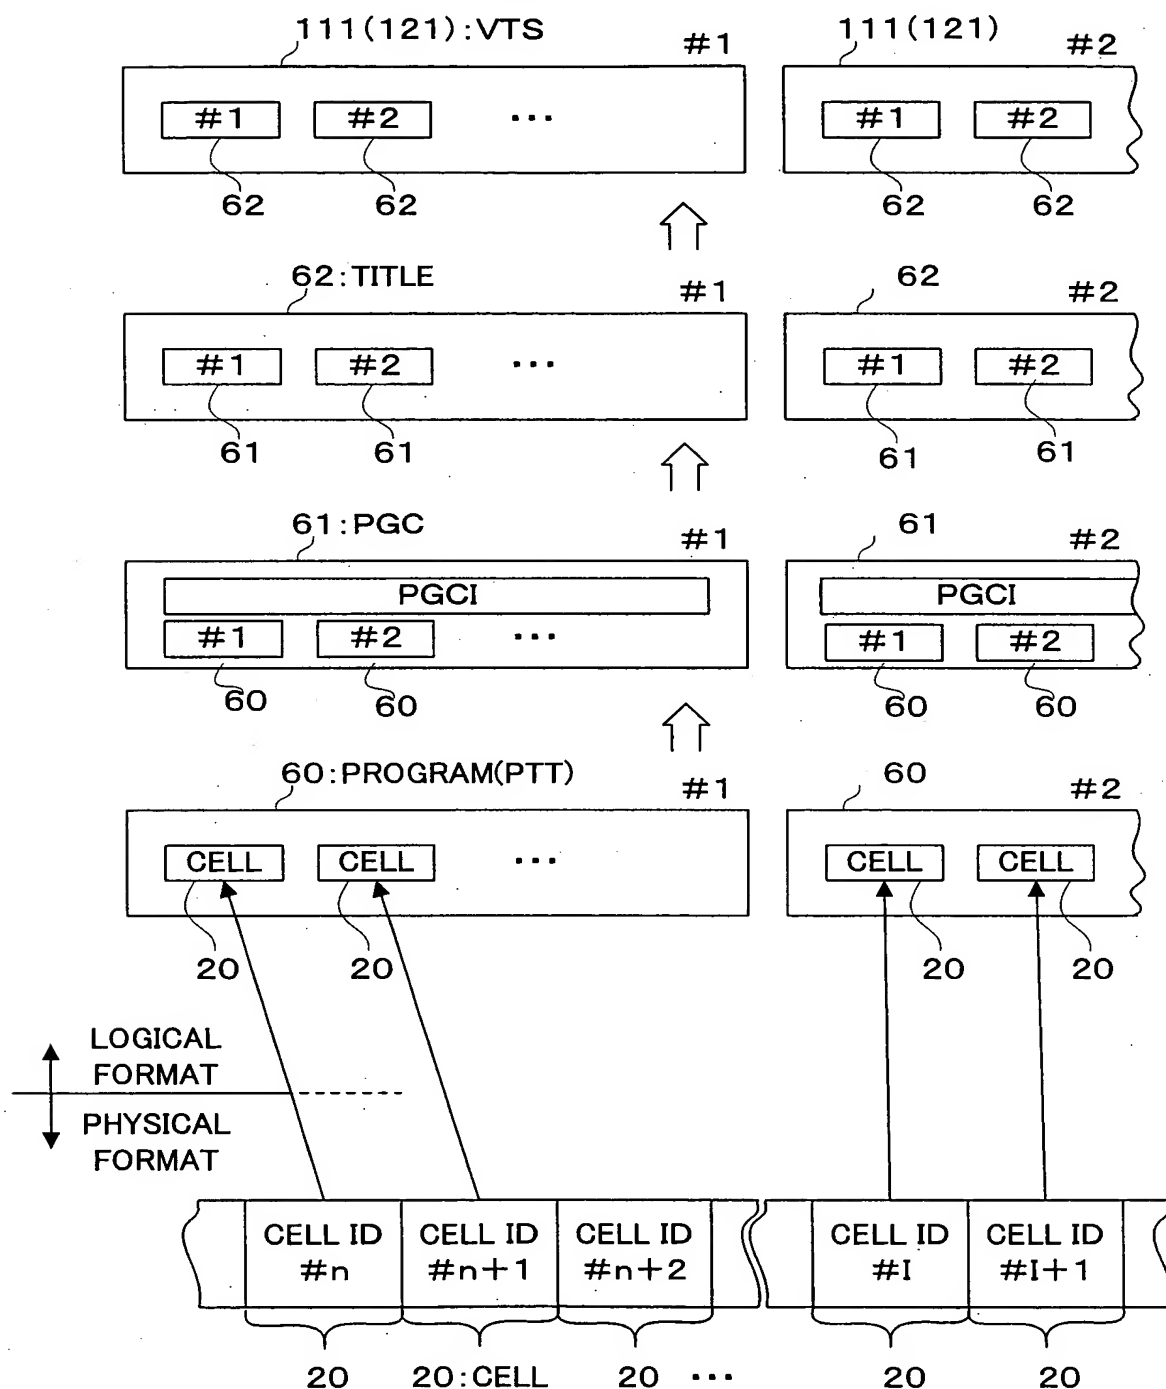 111(121):VTS #1 111(121) #2
#1 #2 ... #1 #2
62 62 62 62
62:TITLE #1 62 #2
#1 #2 ... #1 #2
61 61 61 61
61:PGC #1 61 #2
PGCI PGCI
#1 #2 ... #1 #2
60 60 60 60
60:PROGRAM(PTT) #1 60 #2
CELL CELL ... CELL CELL
20 20 20 20
LOGICAL
FORMAT
PHYSICAL
FORMAT
CELL ID CELL ID CELL ID CELL ID CELL ID
#n #n+1 #n+2 #I #I+1
20 20:CELL 20 ... 20 20